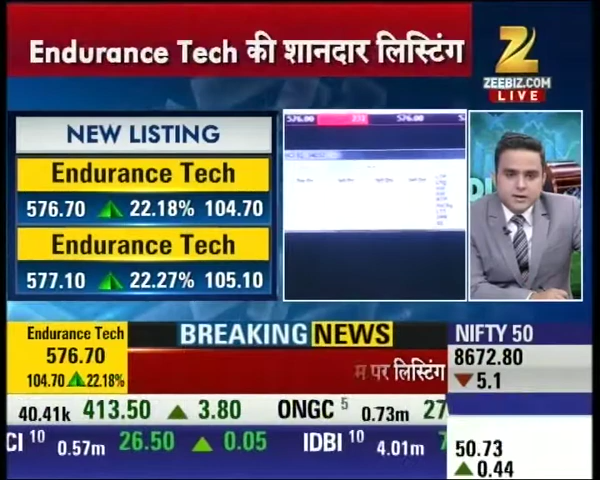 Endurance Tech की शानदार लिस्टिंग
ZEEBIZ.COM
LIVE
NEW LISTING
Endurance Tech
576.70 22.18% 104.70
Endurance Tech
577.10 22.27% 105.10
576.00 576.00
Endurance Tech
576.70
104.70 22.18%
BREAKING NEWS
पर लिस्टिंग
NIFTY 50
8672.80
5.1
40.41k 413.50 3.80 ONGC 5 0.73m 27
CI 10 0.57m 26.50 0.05 IDBI 10 4.01m
50.73
0.44